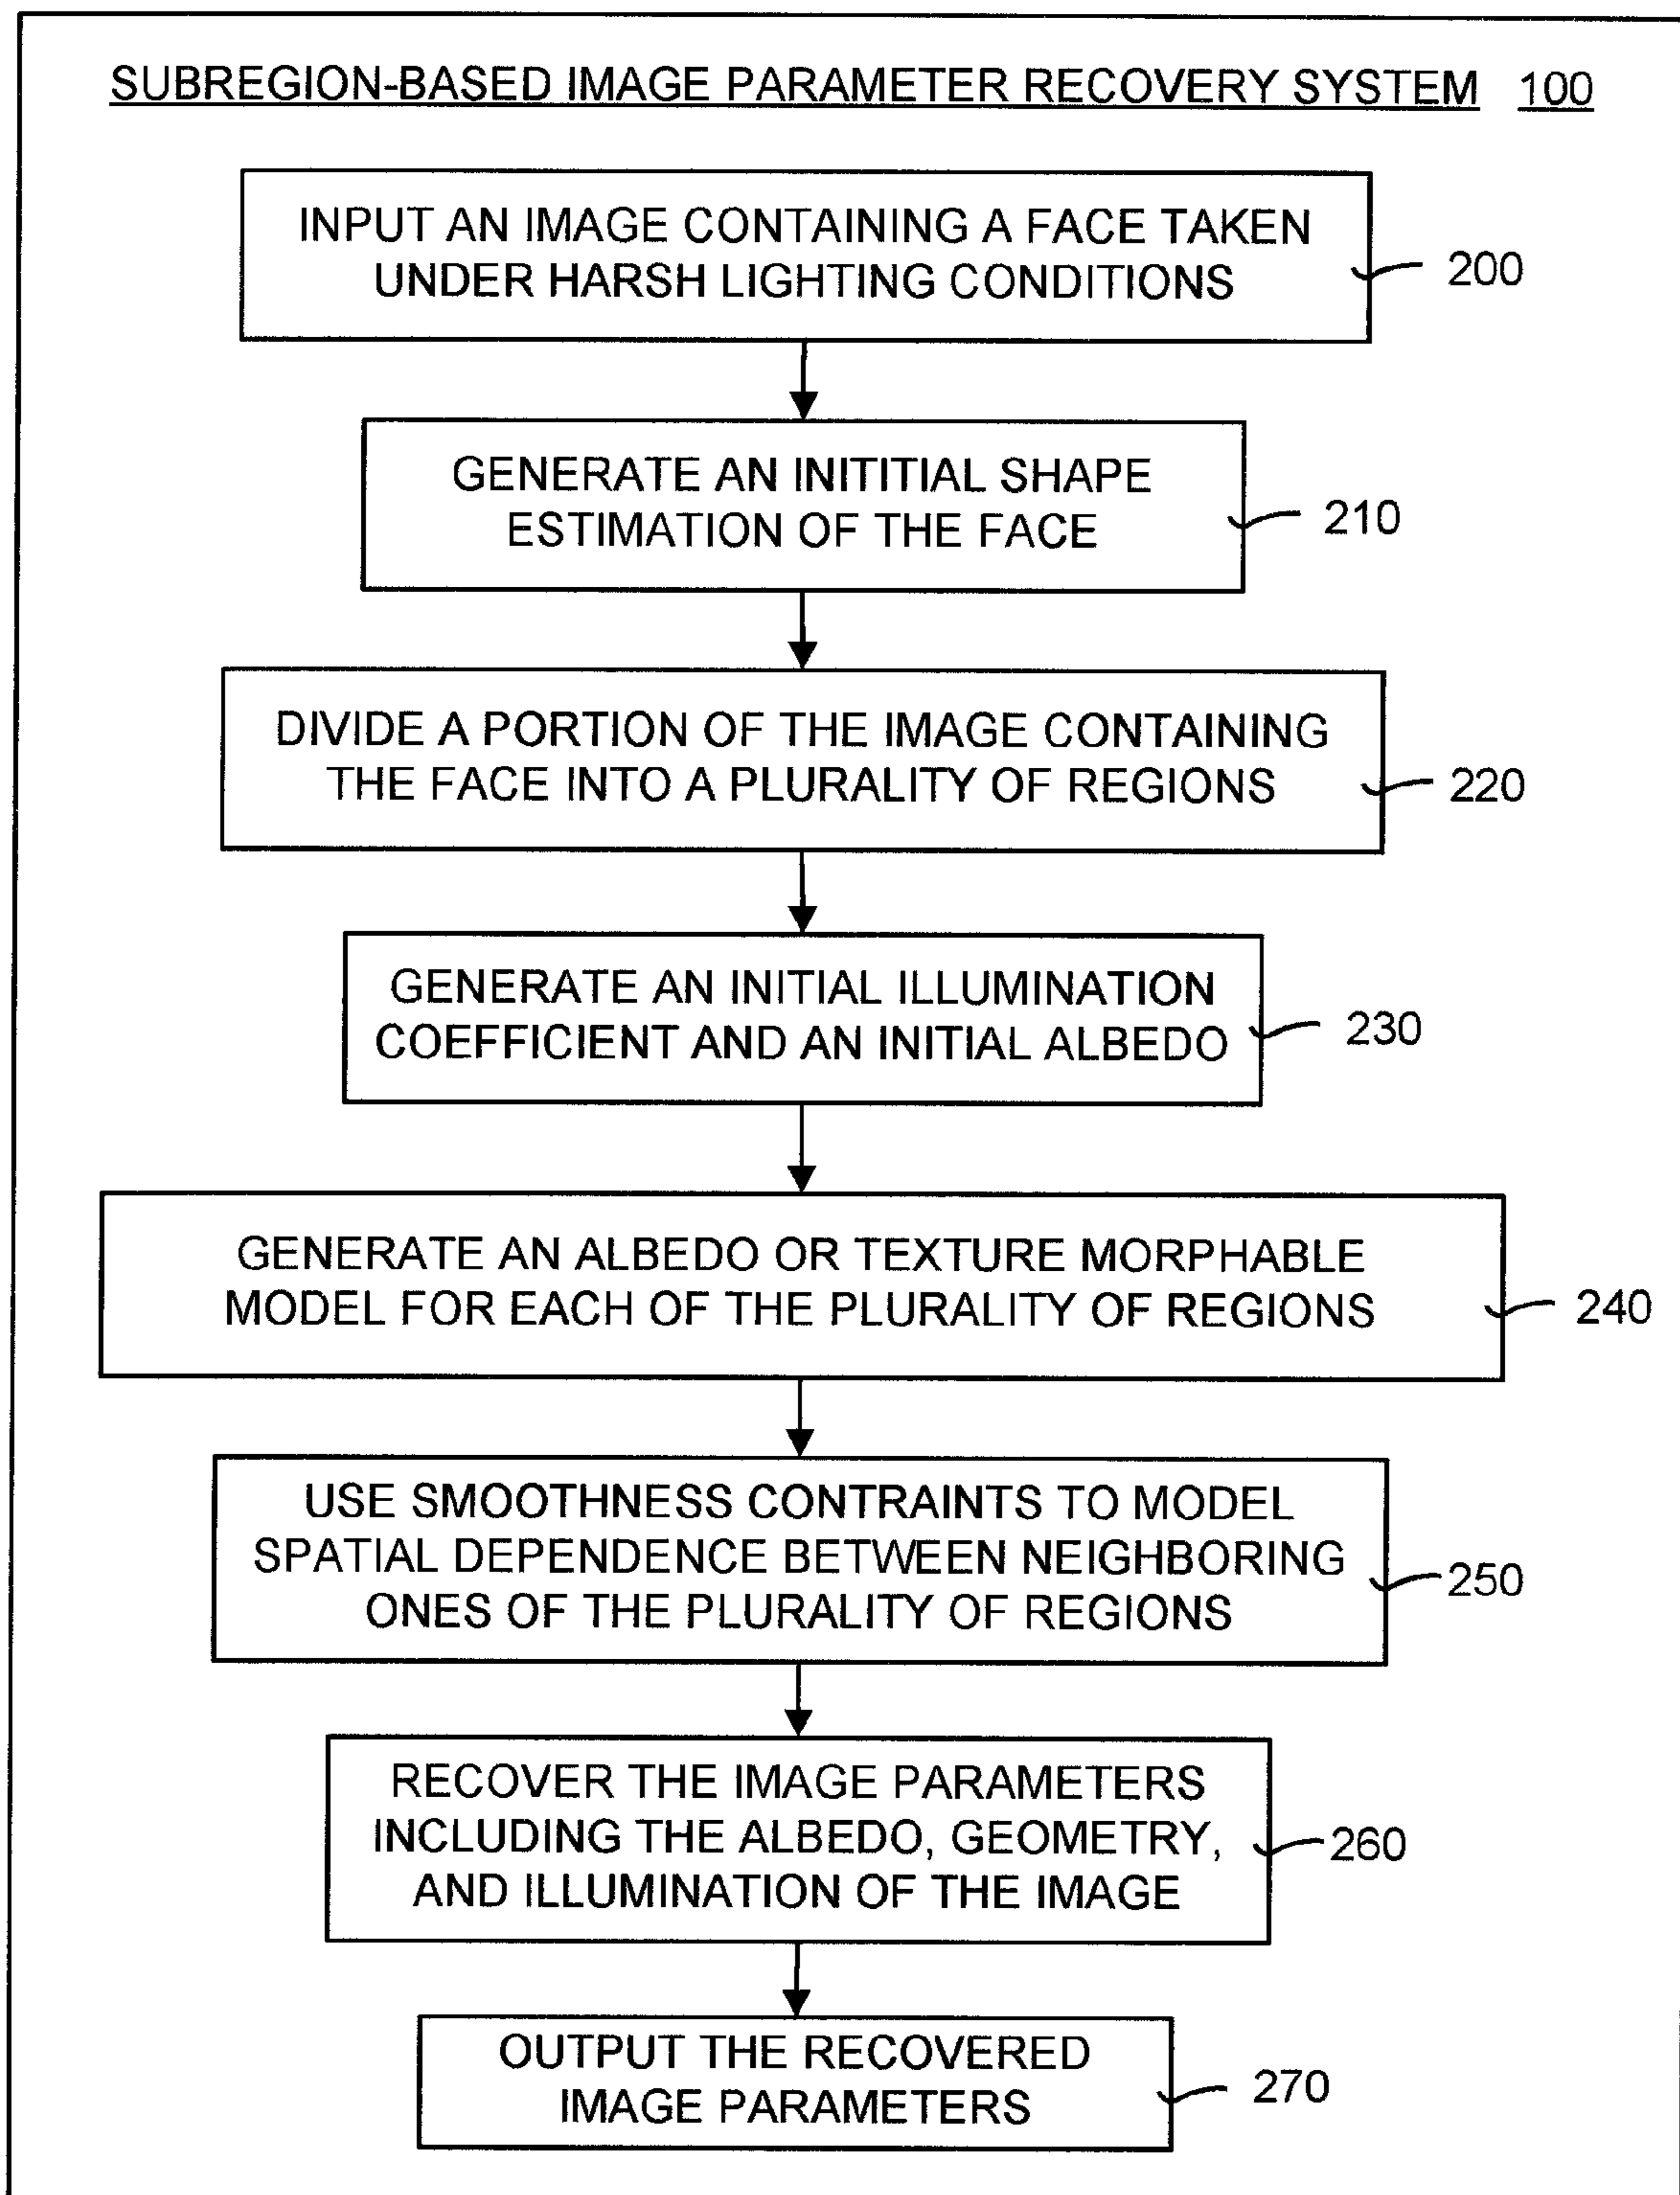 SUBREGION-BASED IMAGE PARAMETER RECOVERY SYSTEM 100
INPUT AN IMAGE CONTAINING A FACE TAKEN
UNDER HARSH LIGHTING CONDITIONS
200
GENERATE AN INITITIAL SHAPE
ESTIMATION OF THE FACE
210
DIVIDE A PORTION OF THE IMAGE CONTAINING
THE FACE INTO A PLURALITY OF REGIONS
220
GENERATE AN INITIAL ILLUMINATION
COEFFICIENT AND AN INITIAL ALBEDO
230
GENERATE AN ALBEDO OR TEXTURE MORPHABLE
MODEL FOR EACH OF THE PLURALITY OF REGIONS
240
USE SMOOTHNESS CONTRAINTS TO MODEL
SPATIAL DEPENDENCE BETWEEN NEIGHBORING
ONES OF THE PLURALITY OF REGIONS
250
RECOVER THE IMAGE PARAMETERS
INCLUDING THE ALBEDO, GEOMETRY,
AND ILLUMINATION OF THE IMAGE
260
OUTPUT THE RECOVERED
IMAGE PARAMETERS
270